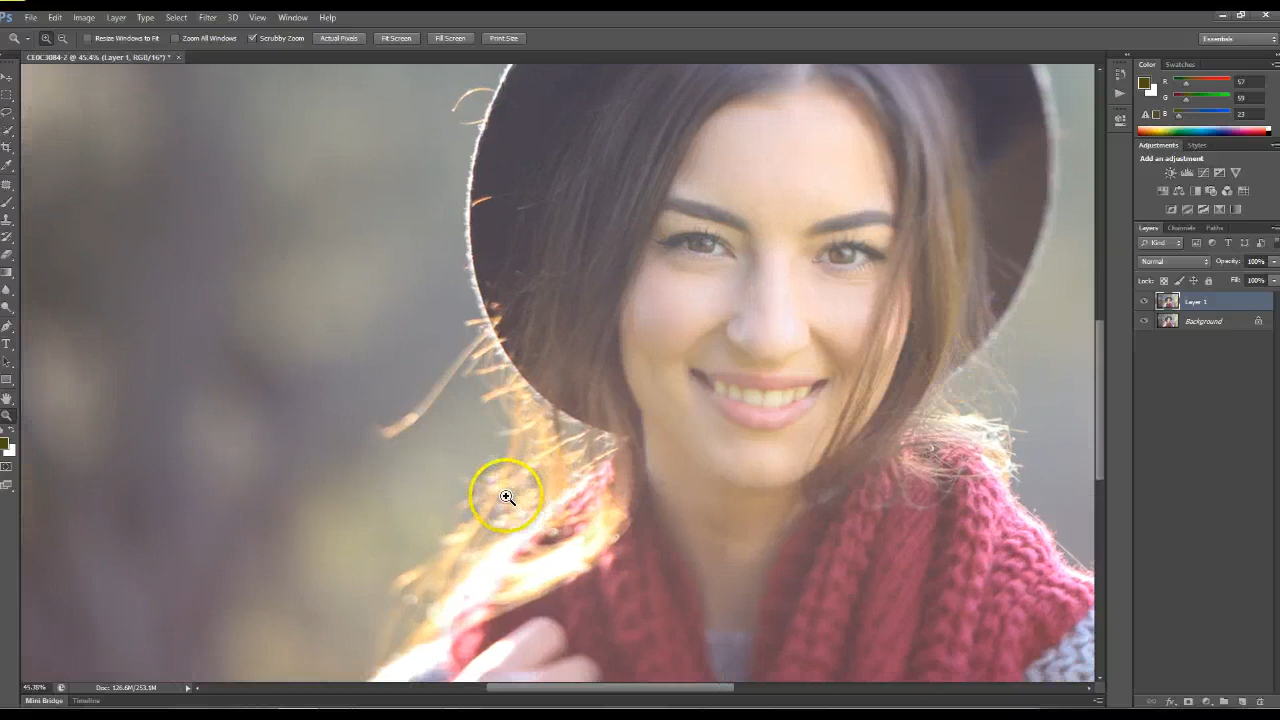 Ps File Edit Image Layer Type Select Filter 3D View Window Help
Resize Windows to Fit Zoom All Windows Scrubby Zoom Actual Pixels Fit Screen Fill Screen Print Size Essentials
CE0C3084-2 @ 45.4% (Layer 1, RGB/16*) * ×
Color Swatches
R 57
G 59
B 23
Adjustments Styles
Add an adjustment
Layers Channels Paths
Kind
Normal Opacity: 100%
Lock: Fill: 100%
Layer 1
Background
45.38% Doc: 126.6M/253.1M
Mini Bridge Timeline